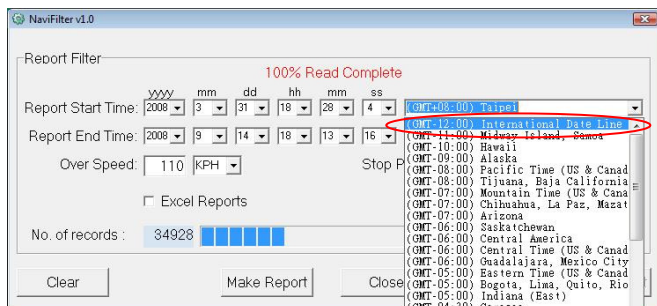 NaviFilter v1.0
Report Filter
100% Read Complete
yyyy mm dd hh mm ss
Report Start Time: 2008 3 31 18 28 4 (GMT+08:00) Taipei
(GMT-12:00) International Date Line
(GMT-11:00) Midway Island, Samoa
Report End Time: 2008 9 14 18 13 16
(GMT-10:00) Hawaii
(GMT-09:00) Alaska
Over Speed: 110 KPH Stop P
(GMT-08:00) Pacific Time (US & Canad
(GMT-08:00) Tijuana, Baja California
(GMT-07:00) Mountain Time (US & Cana
(GMT-07:00) Chihuahua, La Paz, Mazat
Excel Reports
(GMT-07:00) Arizona
(GMT-06:00) Saskatchewan
No. of records : 34928
(GMT-06:00) Central America
(GMT-06:00) Central Time (US & Canad
(GMT-06:00) Guadalajara, Mexico City
(GMT-05:00) Eastern Time (US & Canad
Clear Make Report Close
(GMT-05:00) Bogota, Lima, Quito, Rio
(GMT-05:00) Indiana (East)